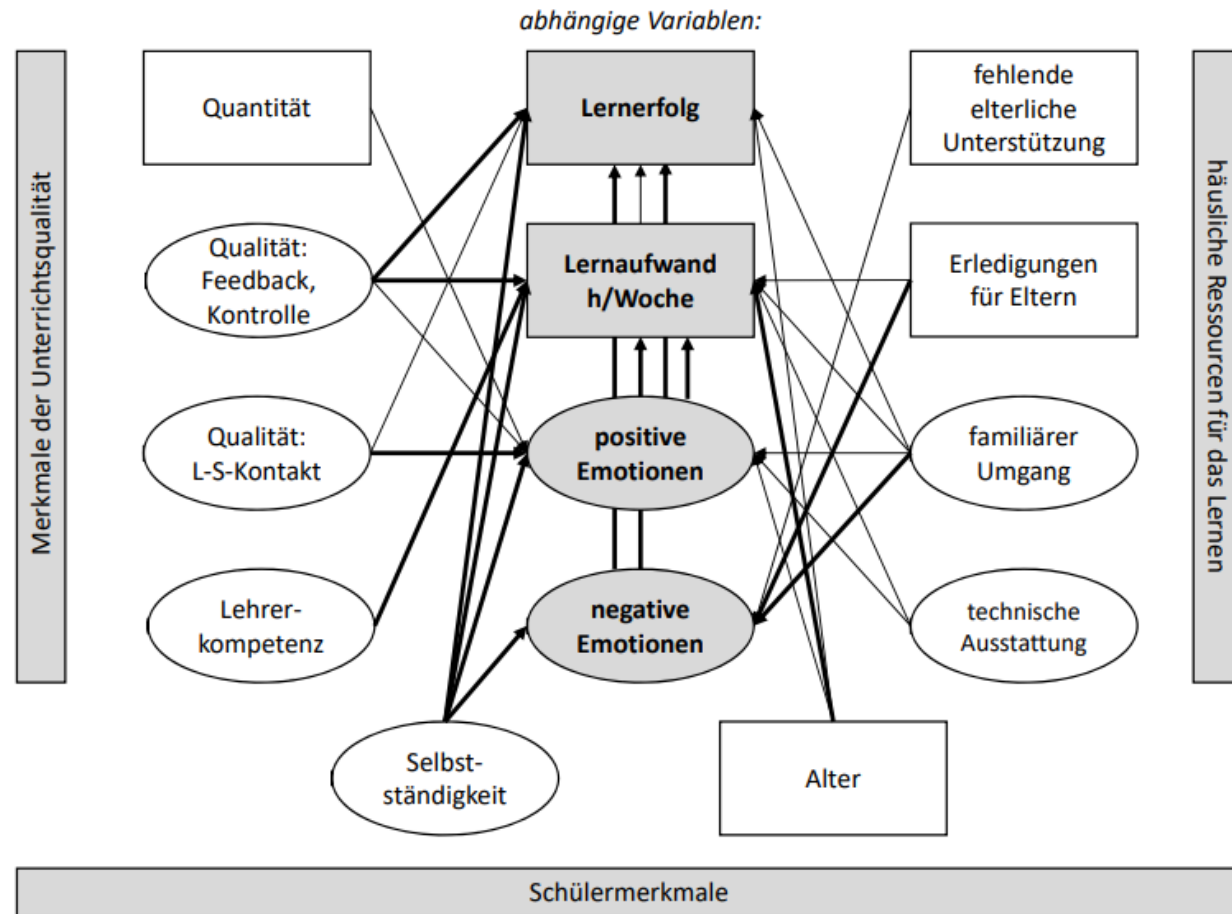 abhängige Variablen:
Merkmale der Unterrichtsqualität
Quantität
Lernerfolg
fehlende
elterliche
Unterstützung
häusliche Ressourcen für das Lernen
Qualität:
Feedback,
Kontrolle
Lernaufwand
h/Woche
Erledigungen
für Eltern
Qualität:
L-S-Kontakt
positive
Emotionen
familiärer
Umgang
Lehrer-
kompetenz
negative
Emotionen
technische
Ausstattung
Selbst-
ständigkeit
Alter
Schülermerkmale